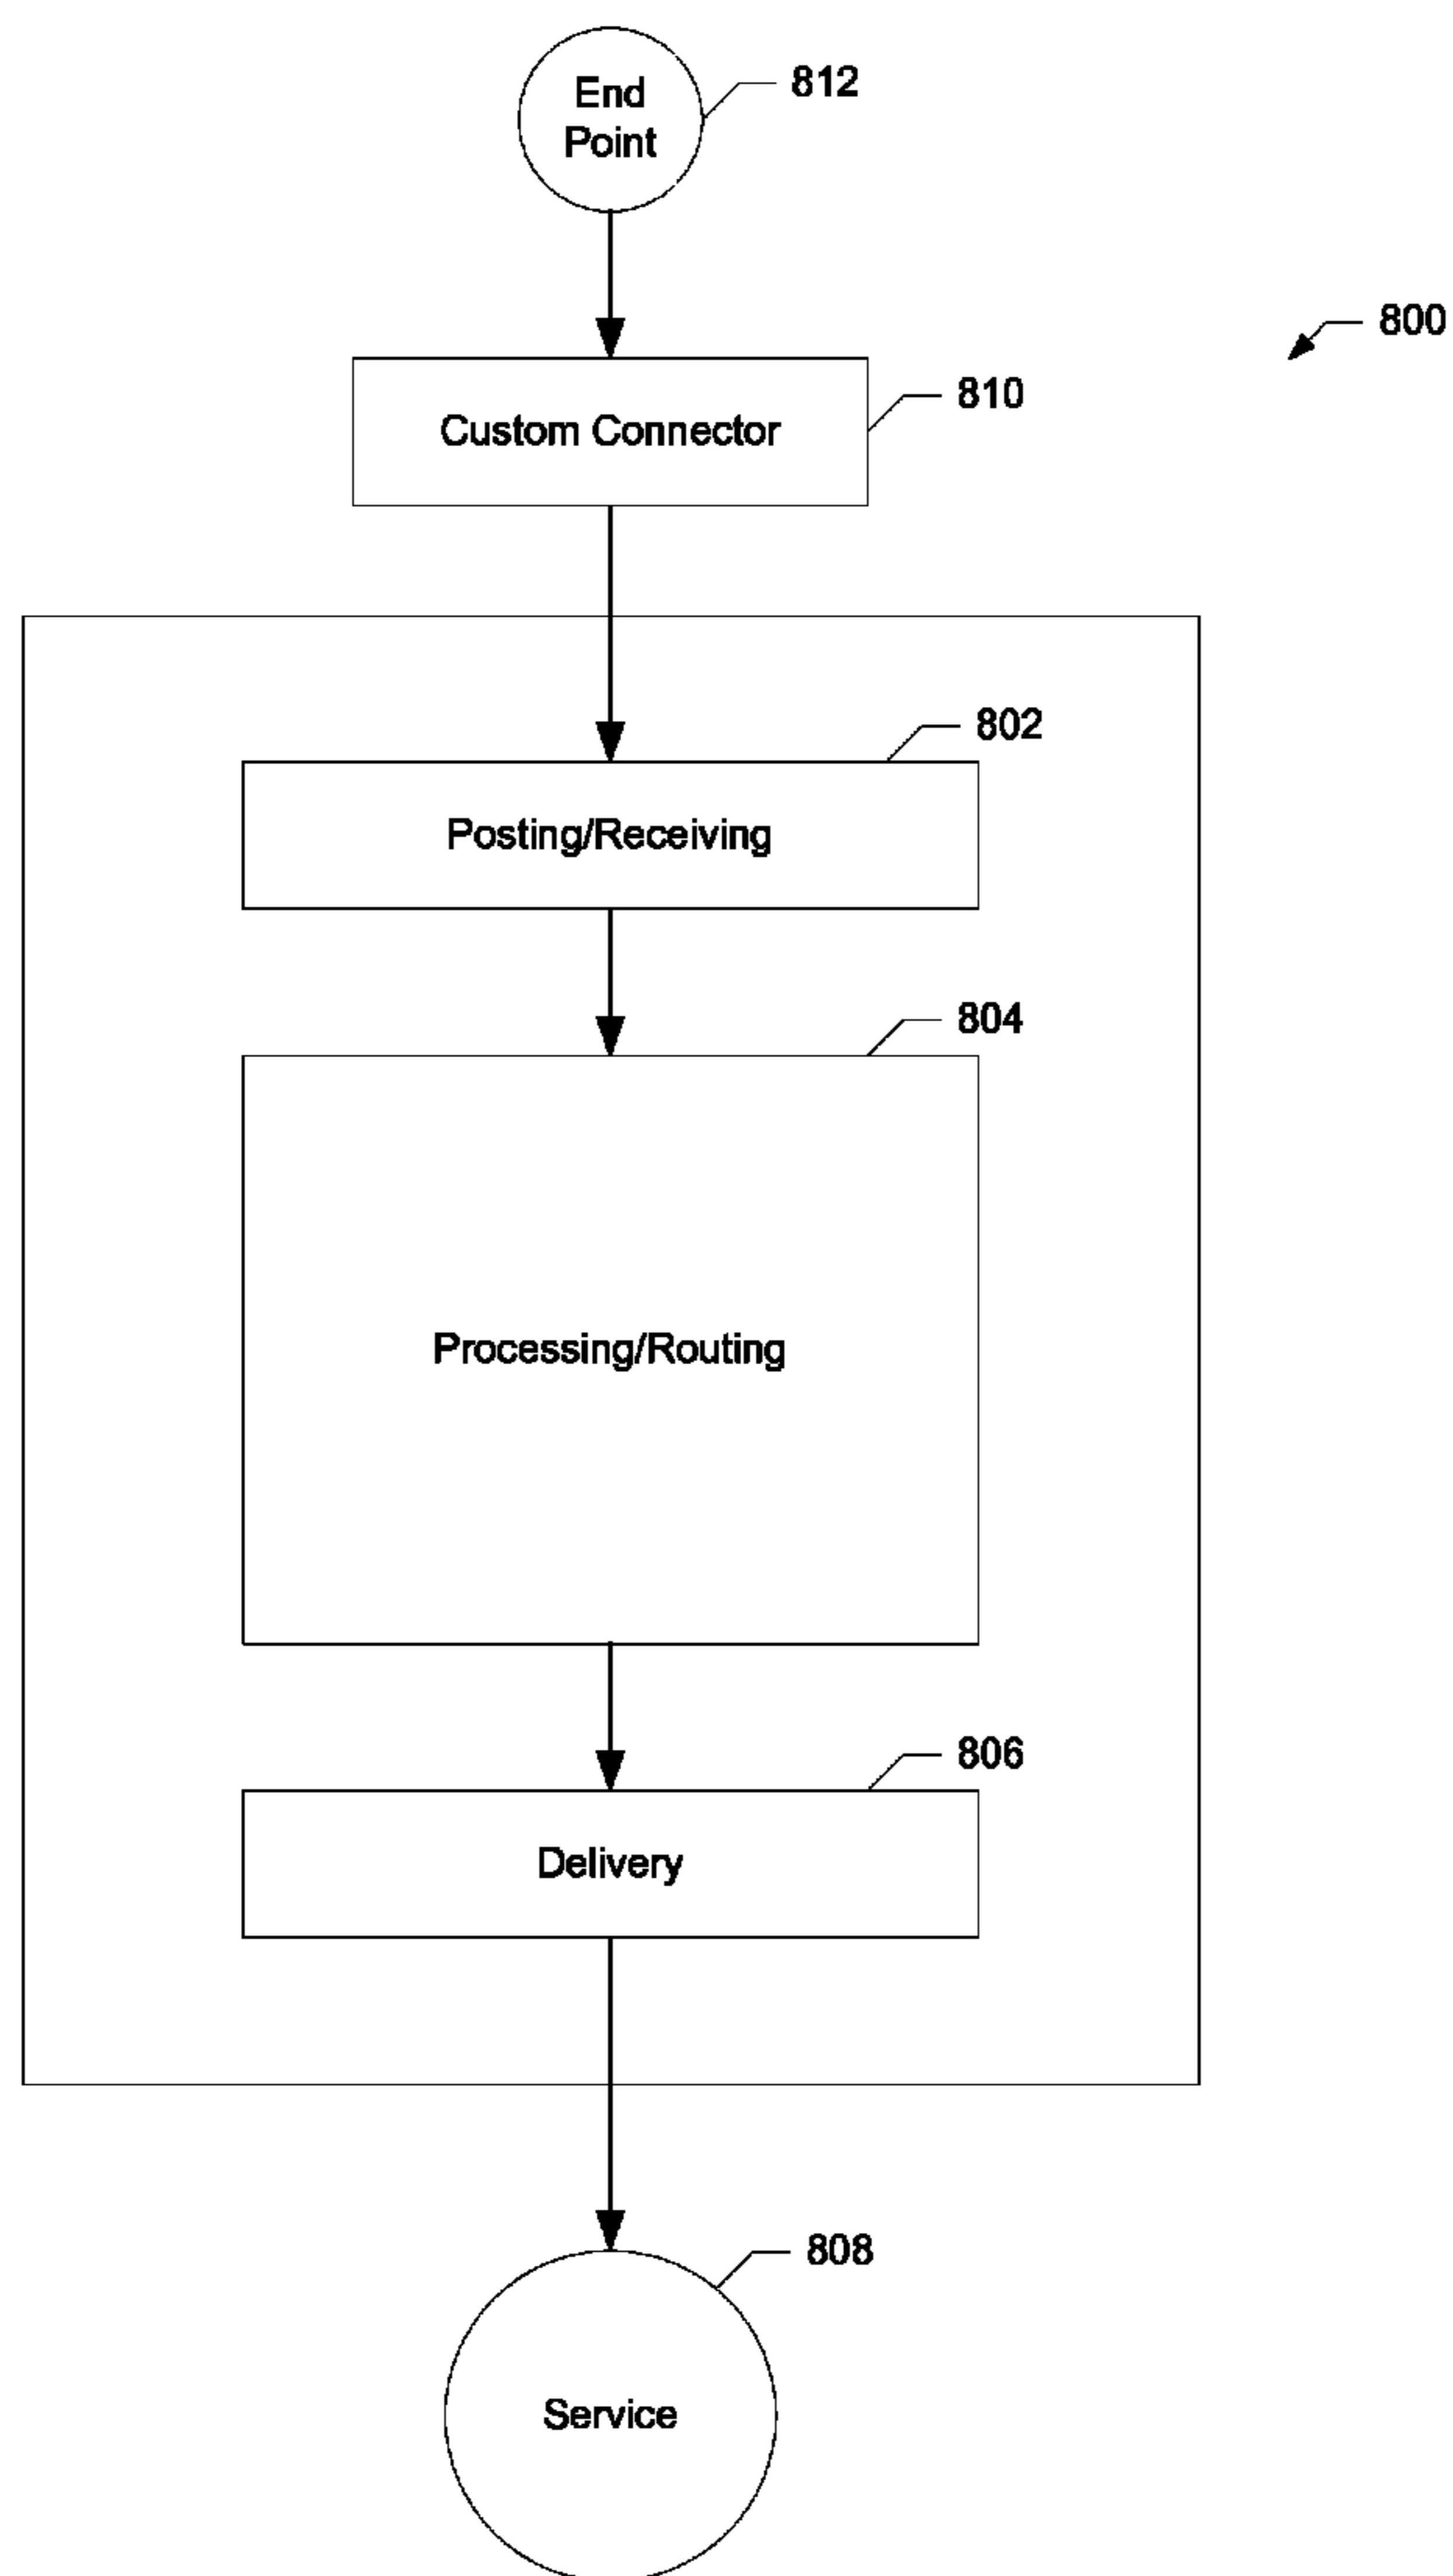 End
Point
812
800
Custom Connector
810
802
Posting/Receiving
804
Processing/Routing
806
Delivery
808
Service